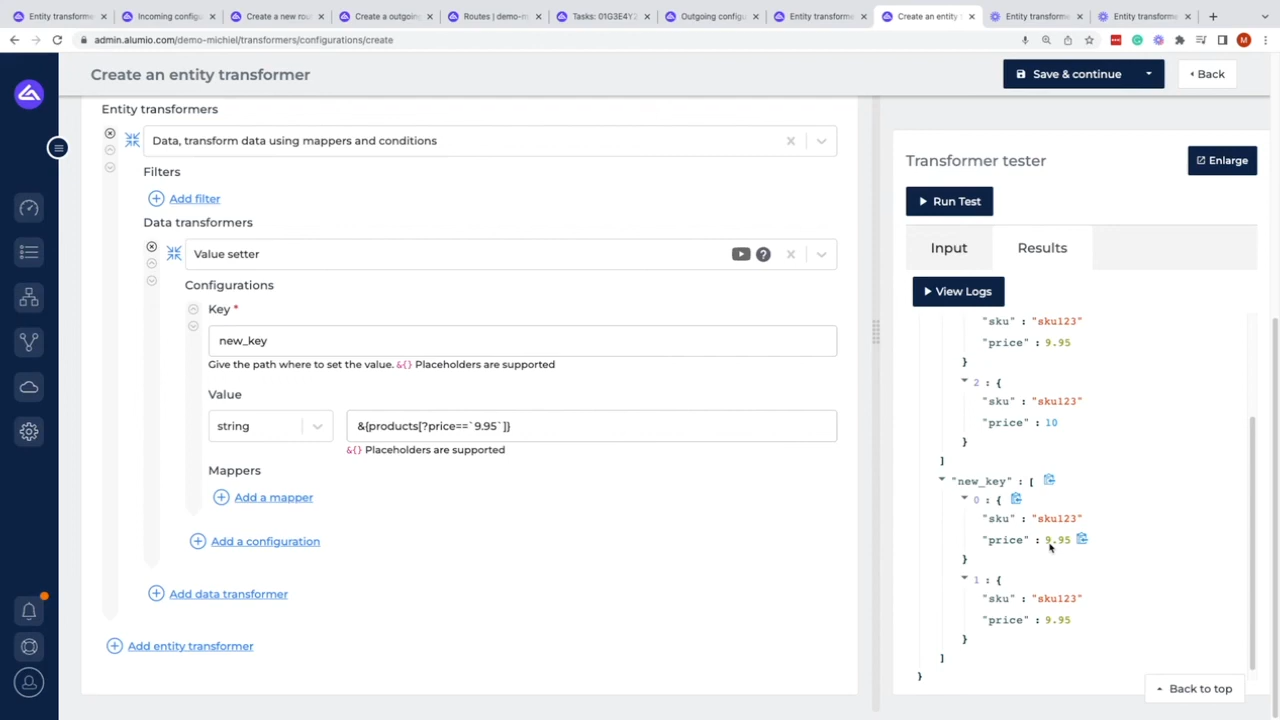 Entity transform
Incoming configu
Create a new rout
Create a outgoing
Routes | demo-m
Tasks: 01G3E4Y2
Outgoing configu
Entity transforme
Create an entity t
Entity transforme
Entity transforme
admin.alumio.com/demo-michiel/transformers/configurations/create
M
Create an entity transformer
Save & continue
Back
Entity transformers
Data, transform data using mappers and conditions
Filters
Add filter
Data transformers
Value setter
Configurations
Key *
new_key
Give the path where to set the value. &{} Placeholders are supported
Value
string
&{products[?price==`9.95`]}
&{} Placeholders are supported
Mappers
Add a mapper
Add a configuration
Add data transformer
Add entity transformer
Transformer tester
Enlarge
Run Test
Input
Results
View Logs
"sku" : "sku123"
"price" : 9.95
}
2 : {
"sku" : "sku123"
"price" : 10
}
]
"new_key" : [
0 : {
"sku" : "sku123"
"price" : 9.95
}
1 : {
"sku" : "sku123"
"price" : 9.95
}
]
}
Back to top